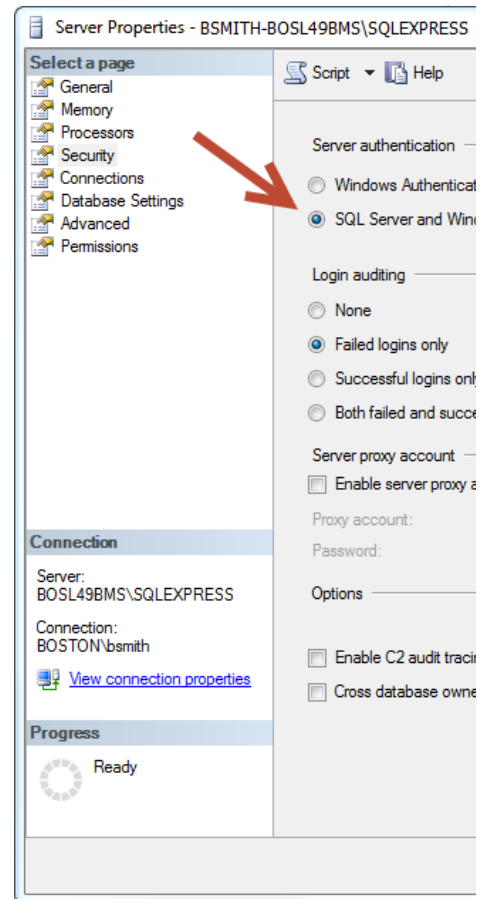 Server Properties - BSMITH-BOSL49BMS\SQLEXPRESS
Select a page
General
Memory
Processors
Security
Connections
Database Settings
Advanced
Permissions
Script Help
Server authentication
Windows Authenticat
SQL Server and Wind
Login auditing
None
Failed logins only
Successful logins onl
Both failed and succe
Server proxy account
Enable server proxy a
Proxy account:
Password:
Options
Enable C2 audit tracin
Cross database owne
Connection
Server:
BOSL49BMS\SQLEXPRESS
Connection:
BOSTON\bsmith
View connection properties
Progress
Ready